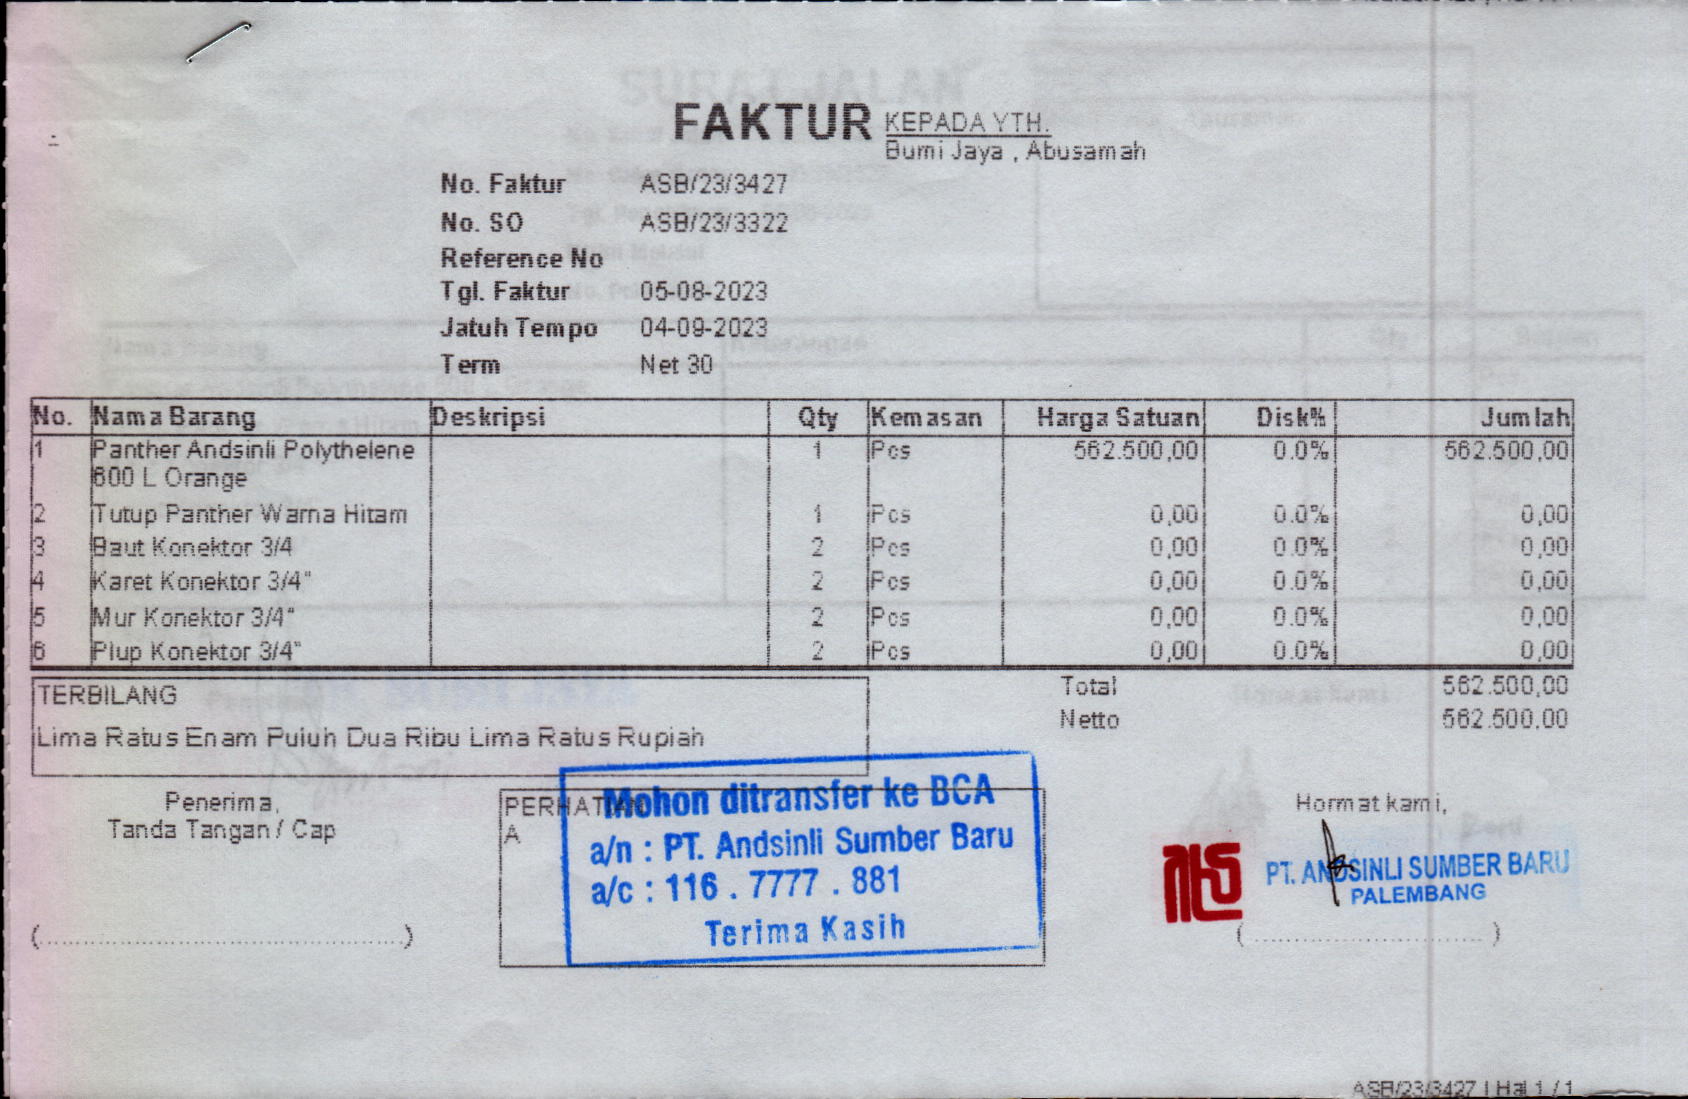 FAKTUR
KEPADA YTH.
Bumi Jaya , Abusamah
No. Faktur ASB/23/3427
No. SO ASB/23/3322
Reference No
Tgl. Faktur 05-08-2023
Jatuh Tempo 04-09-2023
Term Net 30
No. Nama Barang Deskripsi Qty Kemasan Harga Satuan Disk% Jumlah
1 Panther Andsinli Polythelene 1 Pcs 562.500,00 0.0% 562.500,00
600 L Orange
2 Tutup Panther Warna Hitam 1 Pcs 0,00 0.0% 0,00
3 Baut Konektor 3/4 2 Pcs 0,00 0.0% 0,00
4 Karet Konektor 3/4" 2 Pcs 0,00 0.0% 0,00
5 Mur Konektor 3/4" 2 Pcs 0,00 0.0% 0,00
6 Plup Konektor 3/4" 2 Pcs 0,00 0.0% 0,00
TERBILANG
Lima Ratus Enam Puluh Dua Ribu Lima Ratus Rupiah
Total 562.500,00
Netto 562.500,00
Penerima,
Tanda Tangan / Cap
(..........................................)
PERHATIAN
A
Mohon ditransfer ke BCA
a/n : PT. Andsinli Sumber Baru
a/c : 116 . 7777 . 881
Terima Kasih
Hormat kami,
PT. ANDSINLI SUMBER BARU
PALEMBANG
(..........................)
ASB/23/3427 | Hal 1 / 1